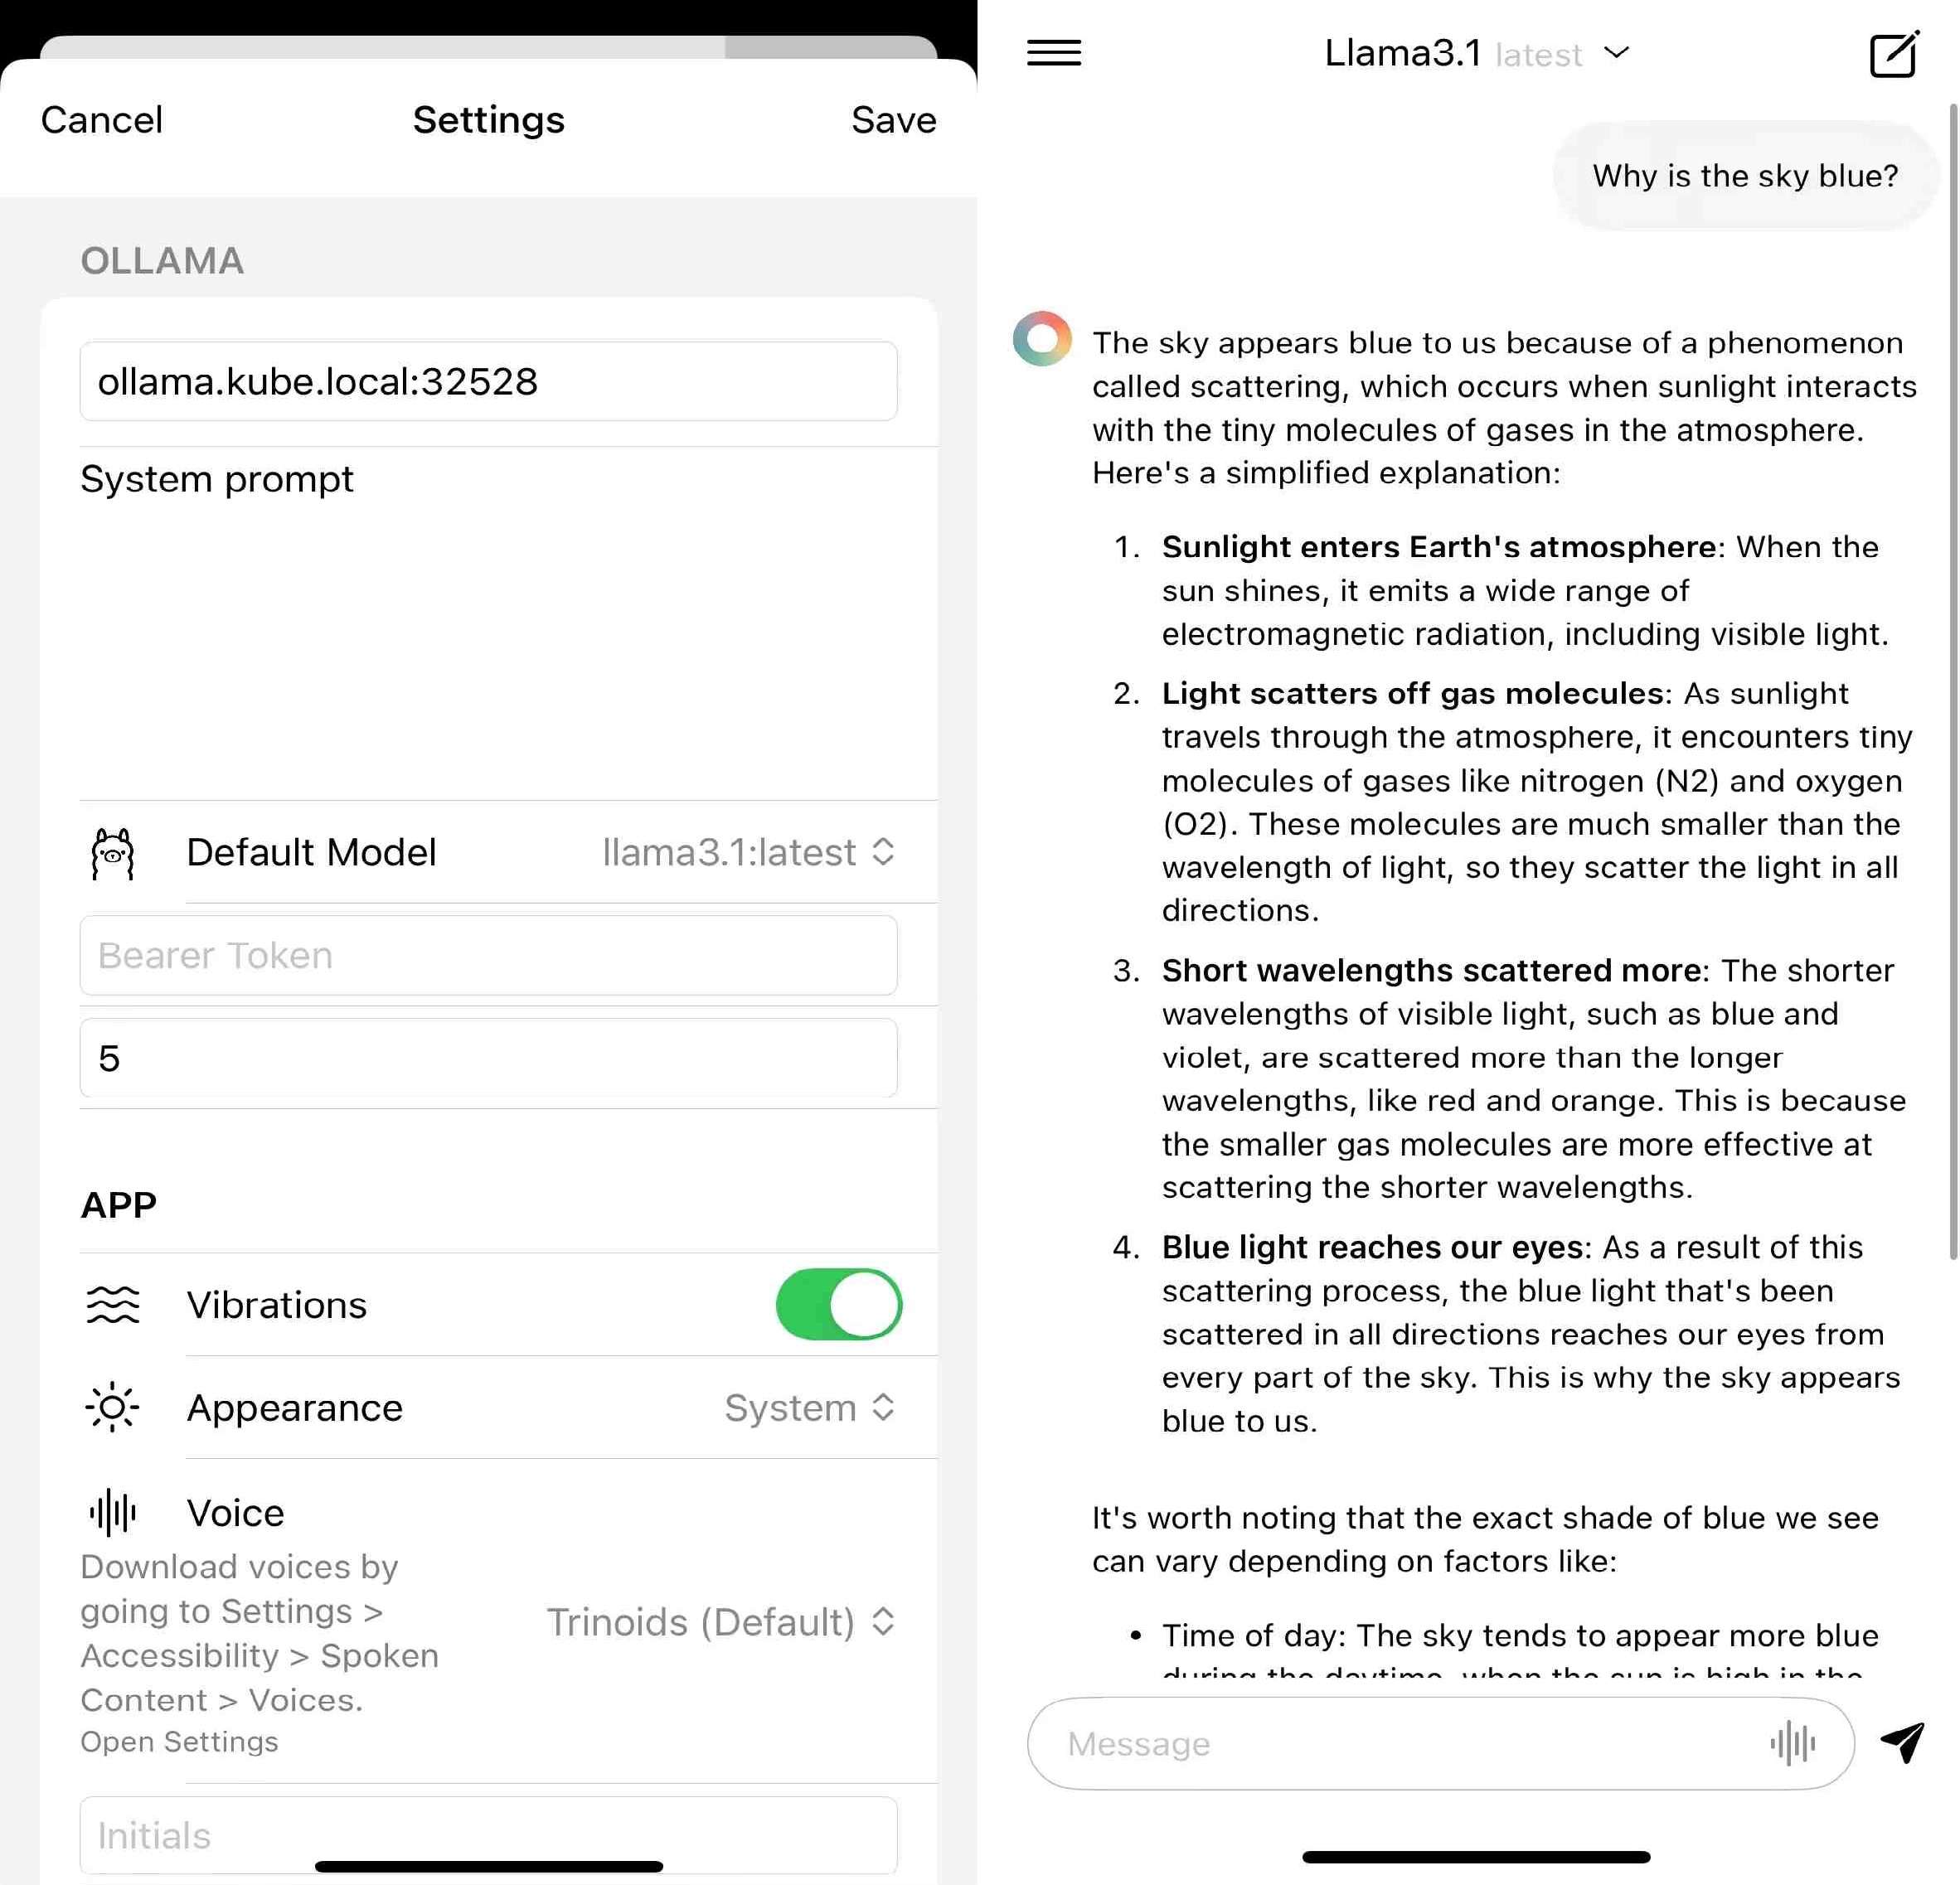 Cancel
Settings
Save
OLLAMA
ollama.kube.local:32528
System prompt
Default Model
llama3.1:latest
Bearer Token
5
APP
Vibrations
Appearance
System
Voice
Download voices by
going to Settings >
Accessibility > Spoken
Content > Voices.
Open Settings
Trinoids (Default)
Initials
Llama3.1 latest
Why is the sky blue?
The sky appears blue to us because of a phenomenon
called scattering, which occurs when sunlight interacts
with the tiny molecules of gases in the atmosphere.
Here's a simplified explanation:
1. Sunlight enters Earth's atmosphere: When the
sun shines, it emits a wide range of
electromagnetic radiation, including visible light.
2. Light scatters off gas molecules: As sunlight
travels through the atmosphere, it encounters tiny
molecules of gases like nitrogen (N2) and oxygen
(O2). These molecules are much smaller than the
wavelength of light, so they scatter the light in all
directions.
3. Short wavelengths scattered more: The shorter
wavelengths of visible light, such as blue and
violet, are scattered more than the longer
wavelengths, like red and orange. This is because
the smaller gas molecules are more effective at
scattering the shorter wavelengths.
4. Blue light reaches our eyes: As a result of this
scattering process, the blue light that's been
scattered in all directions reaches our eyes from
every part of the sky. This is why the sky appears
blue to us.
It's worth noting that the exact shade of blue we see
can vary depending on factors like:
• Time of day: The sky tends to appear more blue
during the daytime, when the sun is high in the
Message